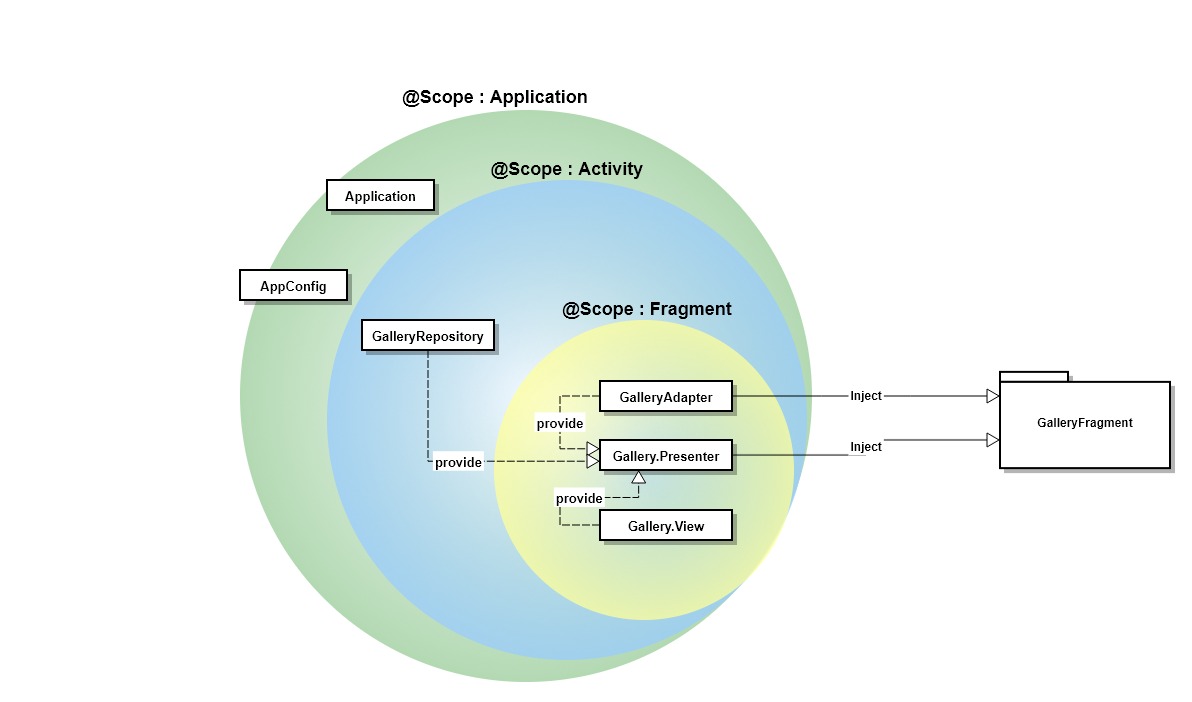 @Scope : Application
@Scope : Activity
Application
AppConfig
@Scope : Fragment
GalleryRepository
GalleryAdapter
Inject
GalleryFragment
provide
Inject
Gallery.Presenter
provide
provide
Gallery.View